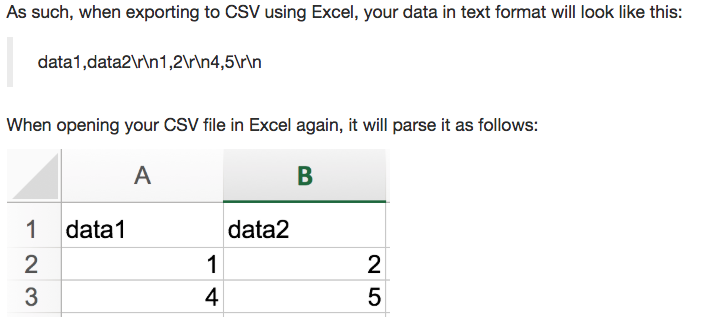 As such, when exporting to CSV using Excel, your data in text format will look like this:
data1,data2\r\n1,2\r\n4,5\r\n
When opening your CSV file in Excel again, it will parse it as follows:
A B
1 data1 data2
2 1 2
3 4 5